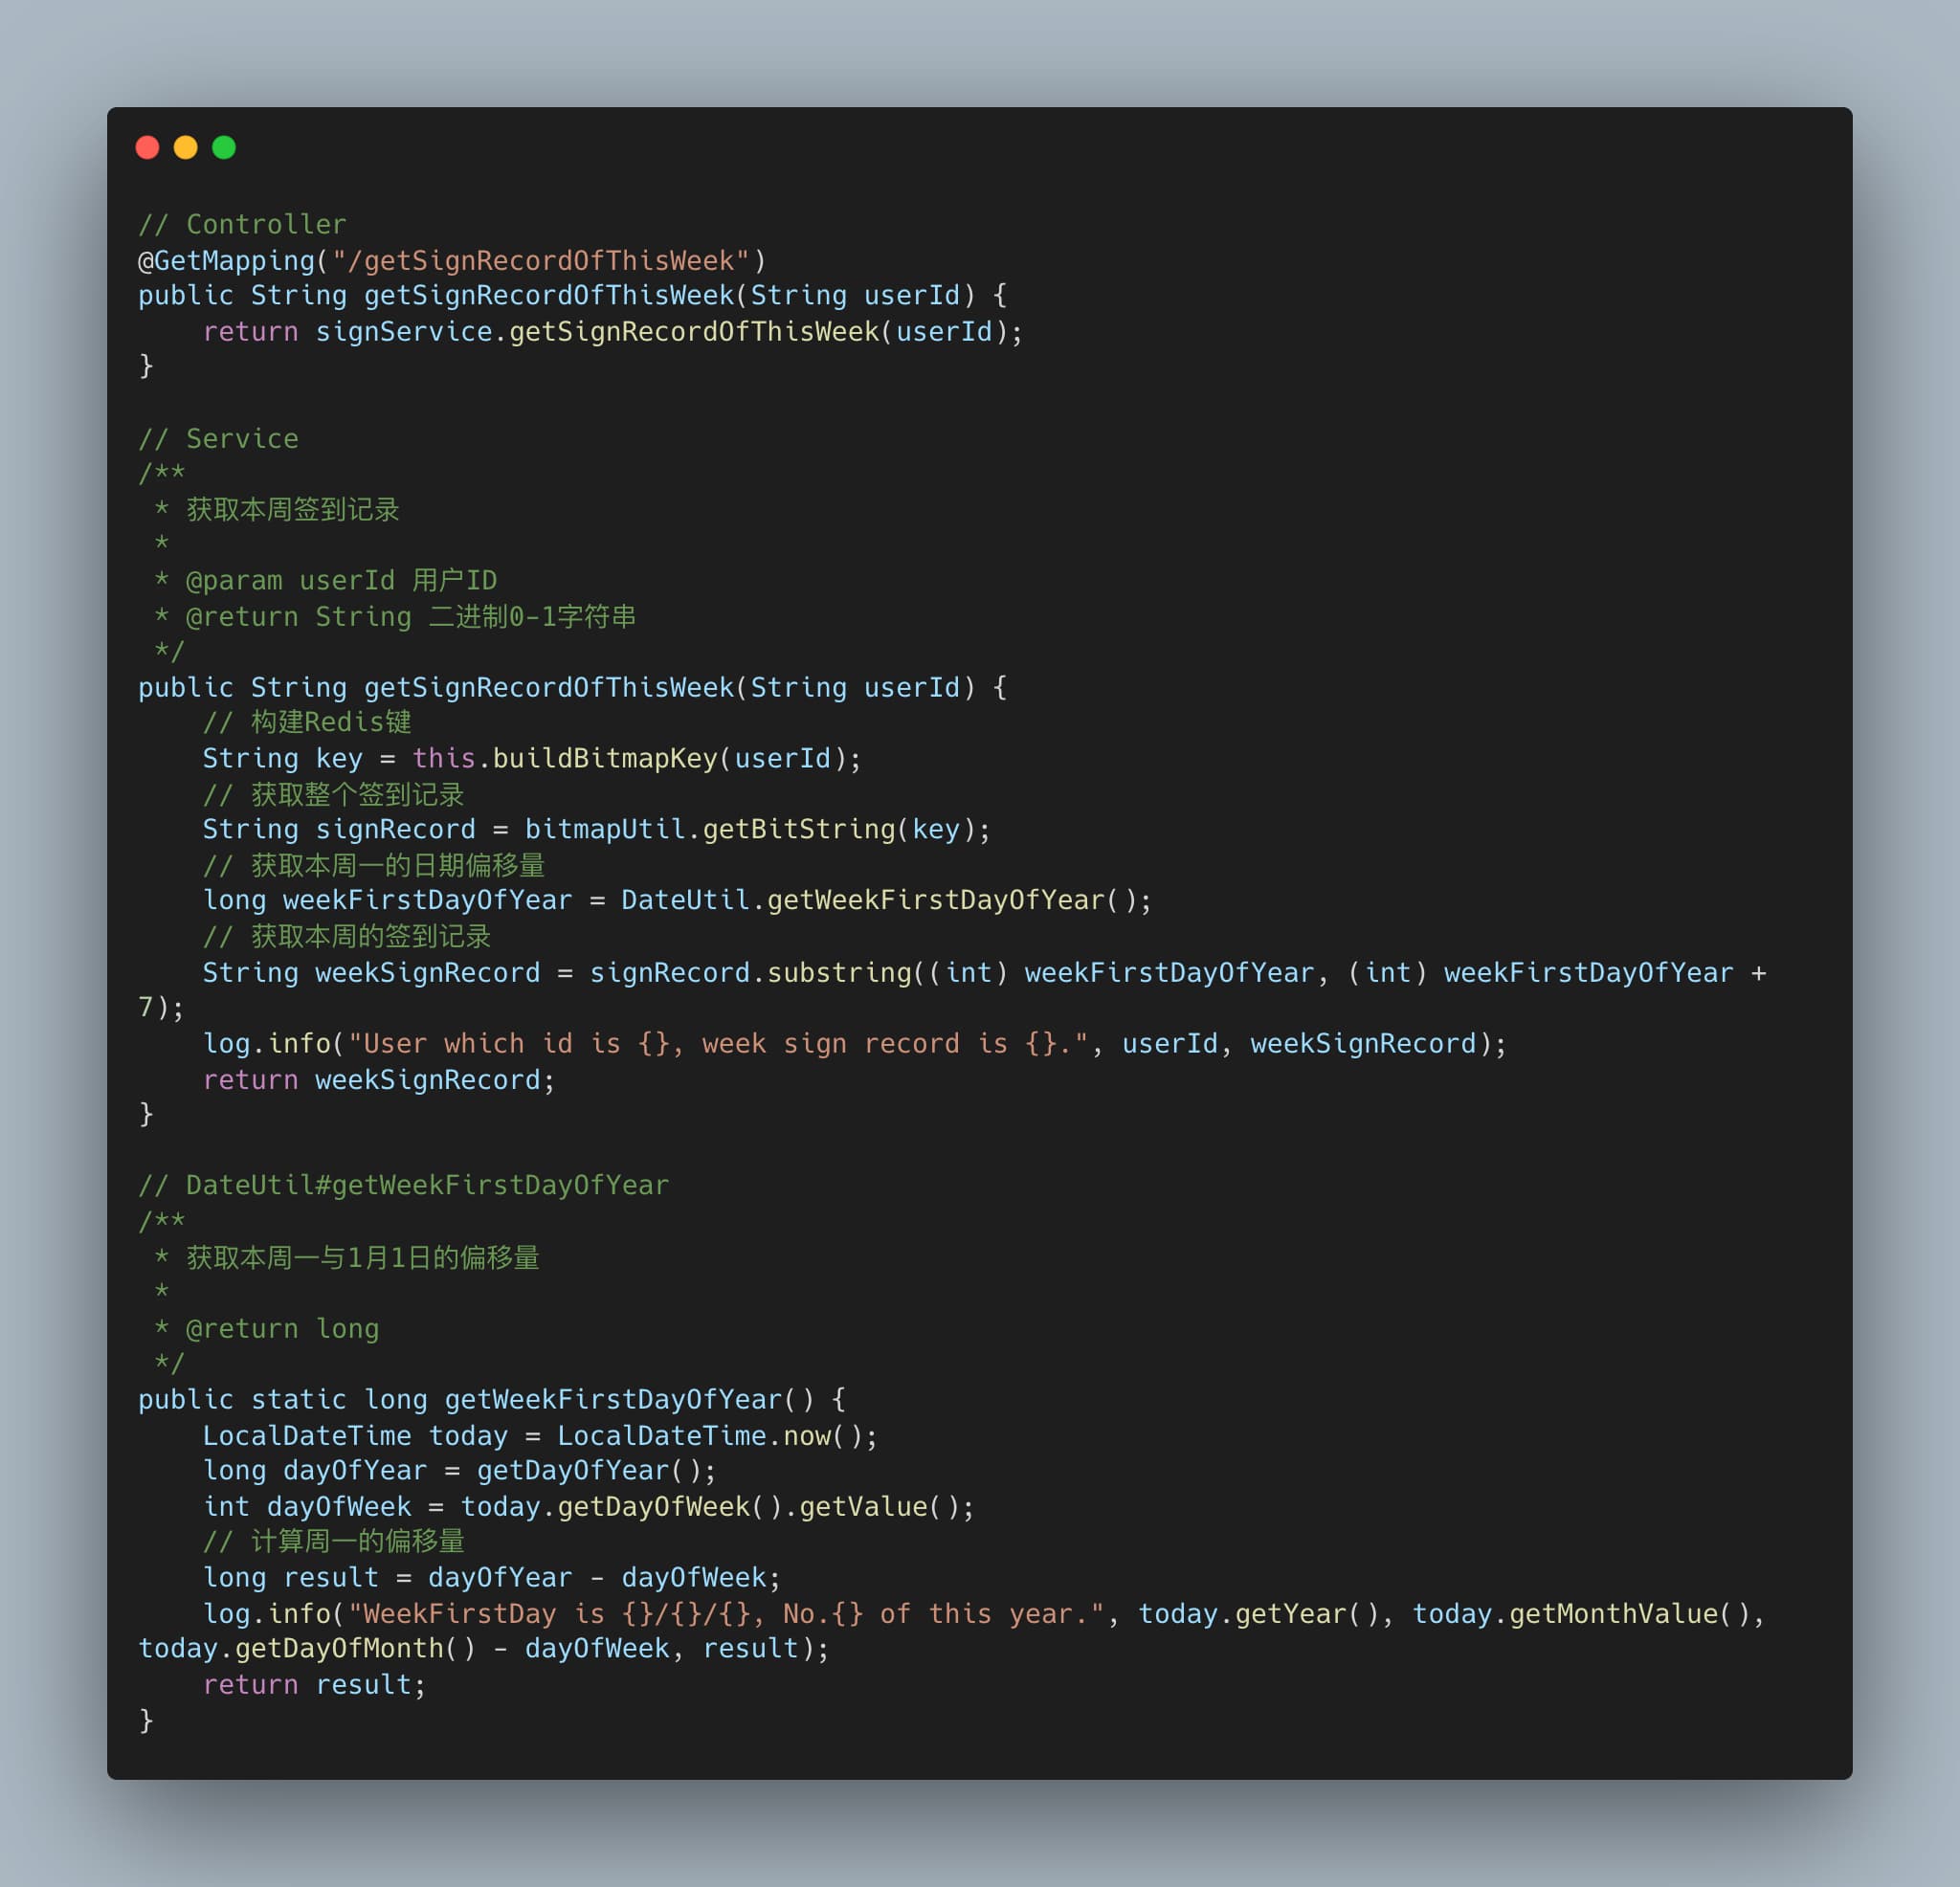 // Controller
@GetMapping("/getSignRecordOfThisWeek")
public String getSignRecordOfThisWeek(String userId) {
    return signService.getSignRecordOfThisWeek(userId);
}

// Service
/**
 * 获取本周签到记录
 *
 * @param userId 用户ID
 * @return String 二进制0-1字符串
 */
public String getSignRecordOfThisWeek(String userId) {
    // 构建Redis键
    String key = this.buildBitmapKey(userId);
    // 获取整个签到记录
    String signRecord = bitmapUtil.getBitString(key);
    // 获取本周一的日期偏移量
    long weekFirstDayOfYear = DateUtil.getWeekFirstDayOfYear();
    // 获取本周的签到记录
    String weekSignRecord = signRecord.substring((int) weekFirstDayOfYear, (int) weekFirstDayOfYear +
7);
    log.info("User which id is {}, week sign record is {}.", userId, weekSignRecord);
    return weekSignRecord;
}

// DateUtil#getWeekFirstDayOfYear
/**
 * 获取本周一与1月1日的偏移量
 *
 * @return long
 */
public static long getWeekFirstDayOfYear() {
    LocalDateTime today = LocalDateTime.now();
    long dayOfYear = getDayOfYear();
    int dayOfWeek = today.getDayOfWeek().getValue();
    // 计算周一的偏移量
    long result = dayOfYear - dayOfWeek;
    log.info("WeekFirstDay is {}/{}/{}, No.{} of this year.", today.getYear(), today.getMonthValue(),
today.getDayOfMonth() - dayOfWeek, result);
    return result;
}